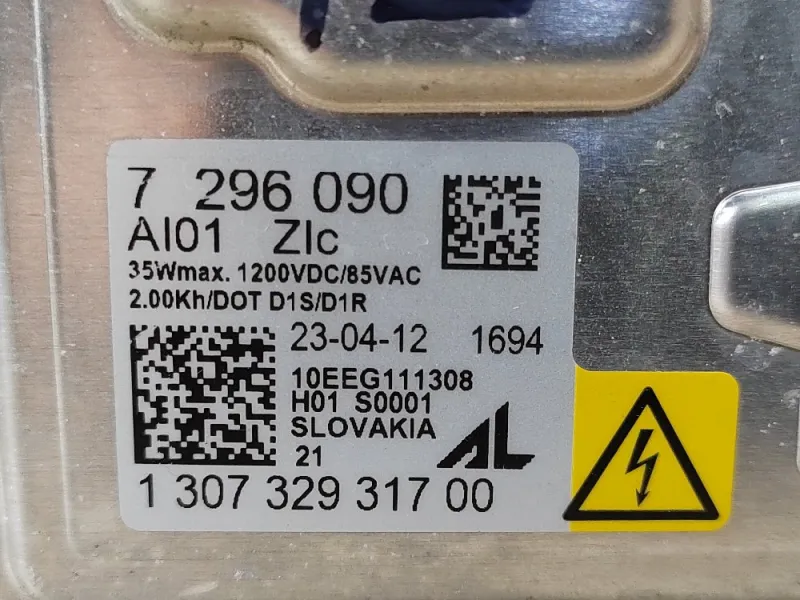 7 296 090
AI01 ZIc
35Wmax. 1200VDC/85VAC
2.00Kh/DOT D1S/D1R
23-04-12 1694
10EEG111308
H01 S0001
SLOVAKIA
21
AL
1 307 329 317 00